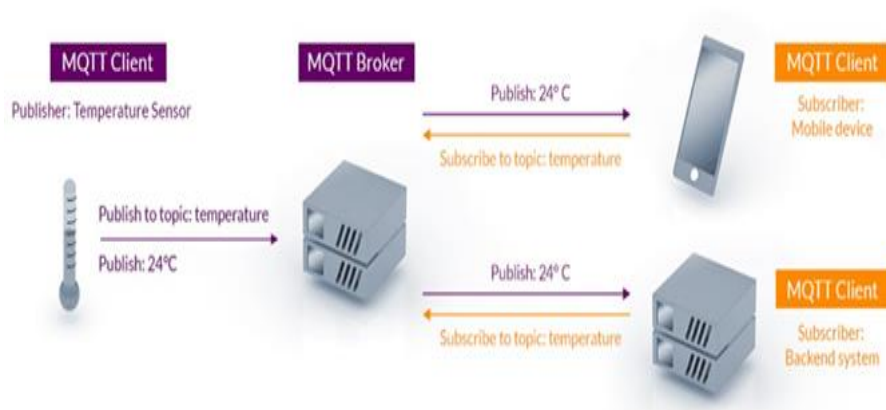 MQTT Client
Publisher: Temperature Sensor
Publish to topic: temperature
Publish: 24°C
MQTT Broker
Publish: 24° C
Subscribe to topic: temperature
MQTT Client
Subscriber:
Mobile device
Publish: 24° C
Subscribe to topic: temperature
MQTT Client
Subscriber:
Backend system